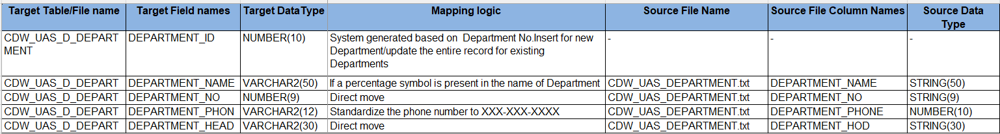 Target Table/File name Target Field names Target DataType Mapping logic Source File Name Source File Column Names Source Data Type
CDW_UAS_D_DEPARTMENT DEPARTMENT_ID NUMBER(10) System generated based on Department No.Insert for new - - -
Department/update the entire record for existing
Departments
CDW_UAS_D_DEPART DEPARTMENT_NAME VARCHAR2(50) If a percentage symbol is present in the name of Department CDW_UAS_DEPARTMENT.txt DEPARTMENT_NAME STRING(50)
CDW_UAS_D_DEPART DEPARTMENT_NO NUMBER(9) Direct move CDW_UAS_DEPARTMENT.txt DEPARTMENT_NO STRING(9)
CDW_UAS_D_DEPART DEPARTMENT_PHON VARCHAR2(12) Standardize the phone number to XXX-XXX-XXXX CDW_UAS_DEPARTMENT.txt DEPARTMENT_PHONE NUMBER(10)
CDW_UAS_D_DEPART DEPARTMENT_HEAD VARCHAR2(30) Direct move CDW_UAS_DEPARTMENT.txt DEPARTMENT_HOD STRING(30)